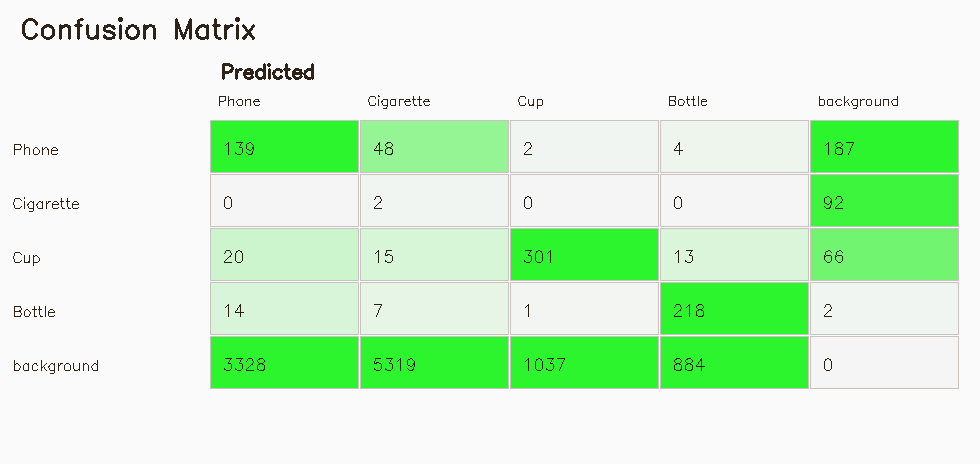 Confusion Matrix
Predicted
Phone Cigarette Cup Bottle background
Phone 139 48 2 4 187
Cigarette 0 2 0 0 92
Cup 20 15 301 13 66
Bottle 14 7 1 218 2
background 3328 5319 1037 884 0